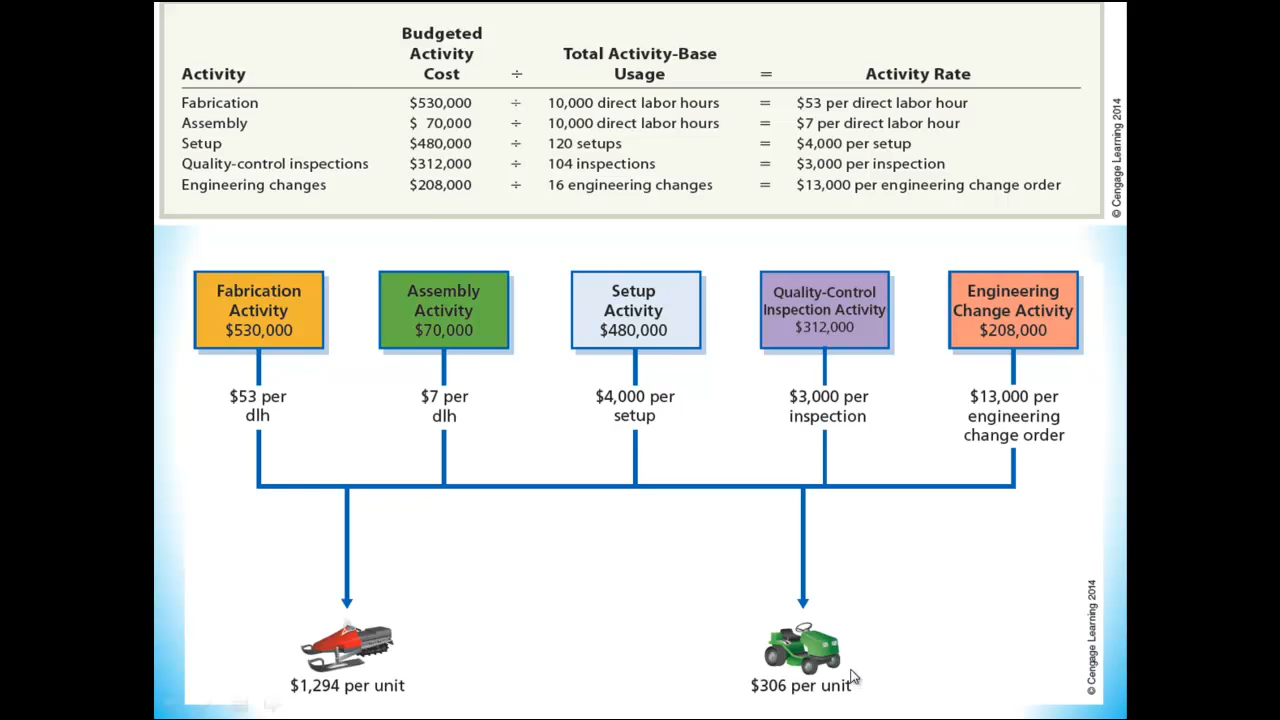 Budgeted
Activity Total Activity-Base
Activity Cost ÷ Usage = Activity Rate
Fabrication $530,000 ÷ 10,000 direct labor hours = $53 per direct labor hour
Assembly $ 70,000 ÷ 10,000 direct labor hours = $7 per direct labor hour
Setup $480,000 ÷ 120 setups = $4,000 per setup
Quality-control inspections $312,000 ÷ 104 inspections = $3,000 per inspection
Engineering changes $208,000 ÷ 16 engineering changes = $13,000 per engineering change order
© Cengage Learning 2014
Fabrication
Activity
$530,000
Assembly
Activity
$70,000
Setup
Activity
$480,000
Quality-Control
Inspection Activity
$312,000
Engineering
Change Activity
$208,000
$53 per
dlh
$7 per
dlh
$4,000 per
setup
$3,000 per
inspection
$13,000 per
engineering
change order
$1,294 per unit
$306 per unit
© Cengage Learning 2014